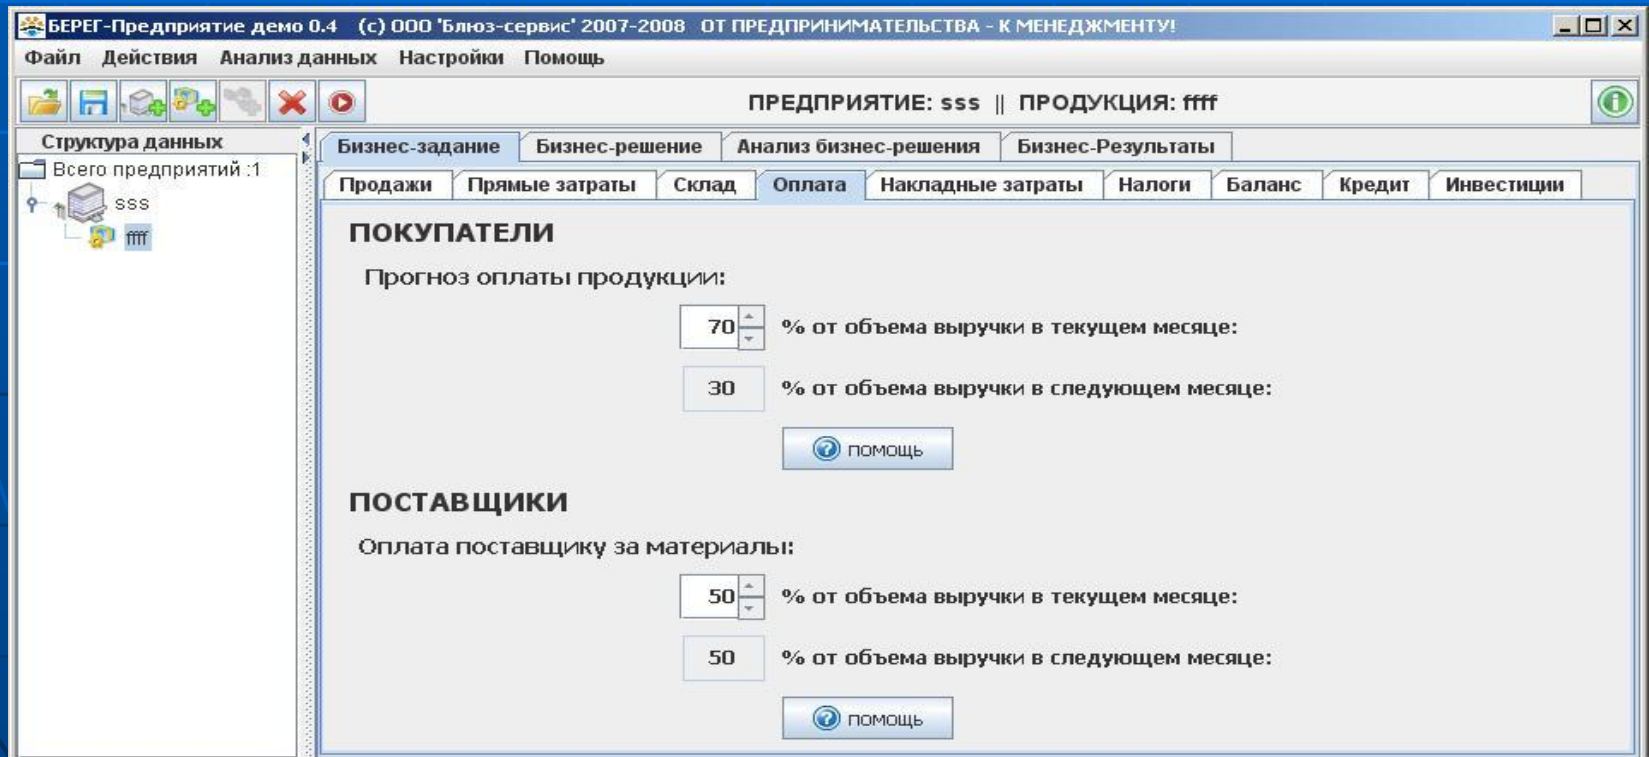 БЕРЕГ-Предприятие демо 0.4 (с) ООО 'Блюз-сервис' 2007-2008 ОТ ПРЕДПРИНИМАТЕЛЬСТВА - К МЕНЕДЖМЕНТУ!
Файл Действия Анализ данных Настройки Помощь
ПРЕДПРИЯТИЕ: sss || ПРОДУКЦИЯ: ffff
Структура данных
Всего предприятий :1
sss
ffff
Бизнес-задание Бизнес-решение Анализ бизнес-решения Бизнес-Результаты
Продажи Прямые затраты Склад Оплата Накладные затраты Налоги Баланс Кредит Инвестиции
ПОКУПАТЕЛИ
Прогноз оплаты продукции:
70 % от объема выручки в текущем месяце:
30 % от объема выручки в следующем месяце:
ПОМОЩЬ
ПОСТАВЩИКИ
Оплата поставщику за материалы:
50 % от объема выручки в текущем месяце:
50 % от объема выручки в следующем месяце:
ПОМОЩЬ